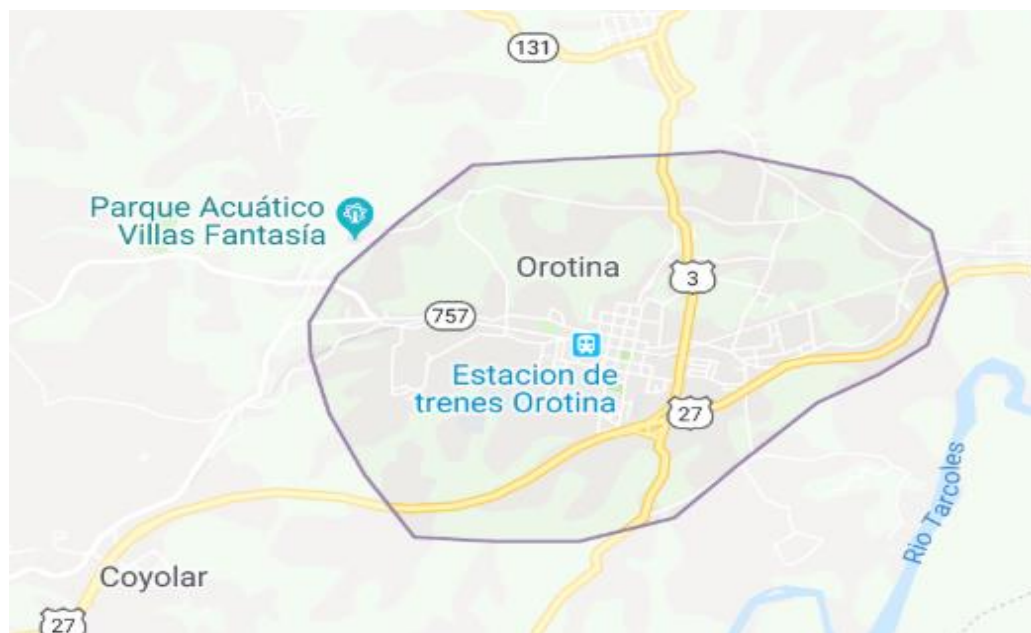 131
Parque Acuático
Villas Fantasía
Orotina
3
757
Estacion de
trenes Orotina
27
Rio Tarcoles
Coyolar
27